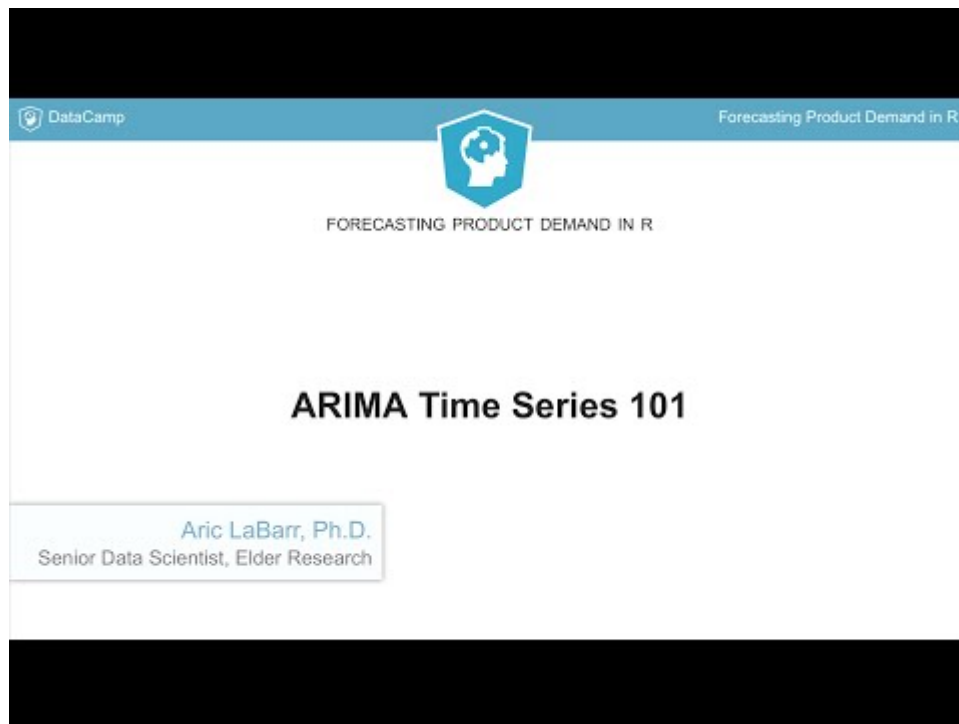 DataCamp
Forecasting Product Demand in R
FORECASTING PRODUCT DEMAND IN R
ARIMA Time Series 101
Aric LaBarr, Ph.D.
Senior Data Scientist, Elder Research